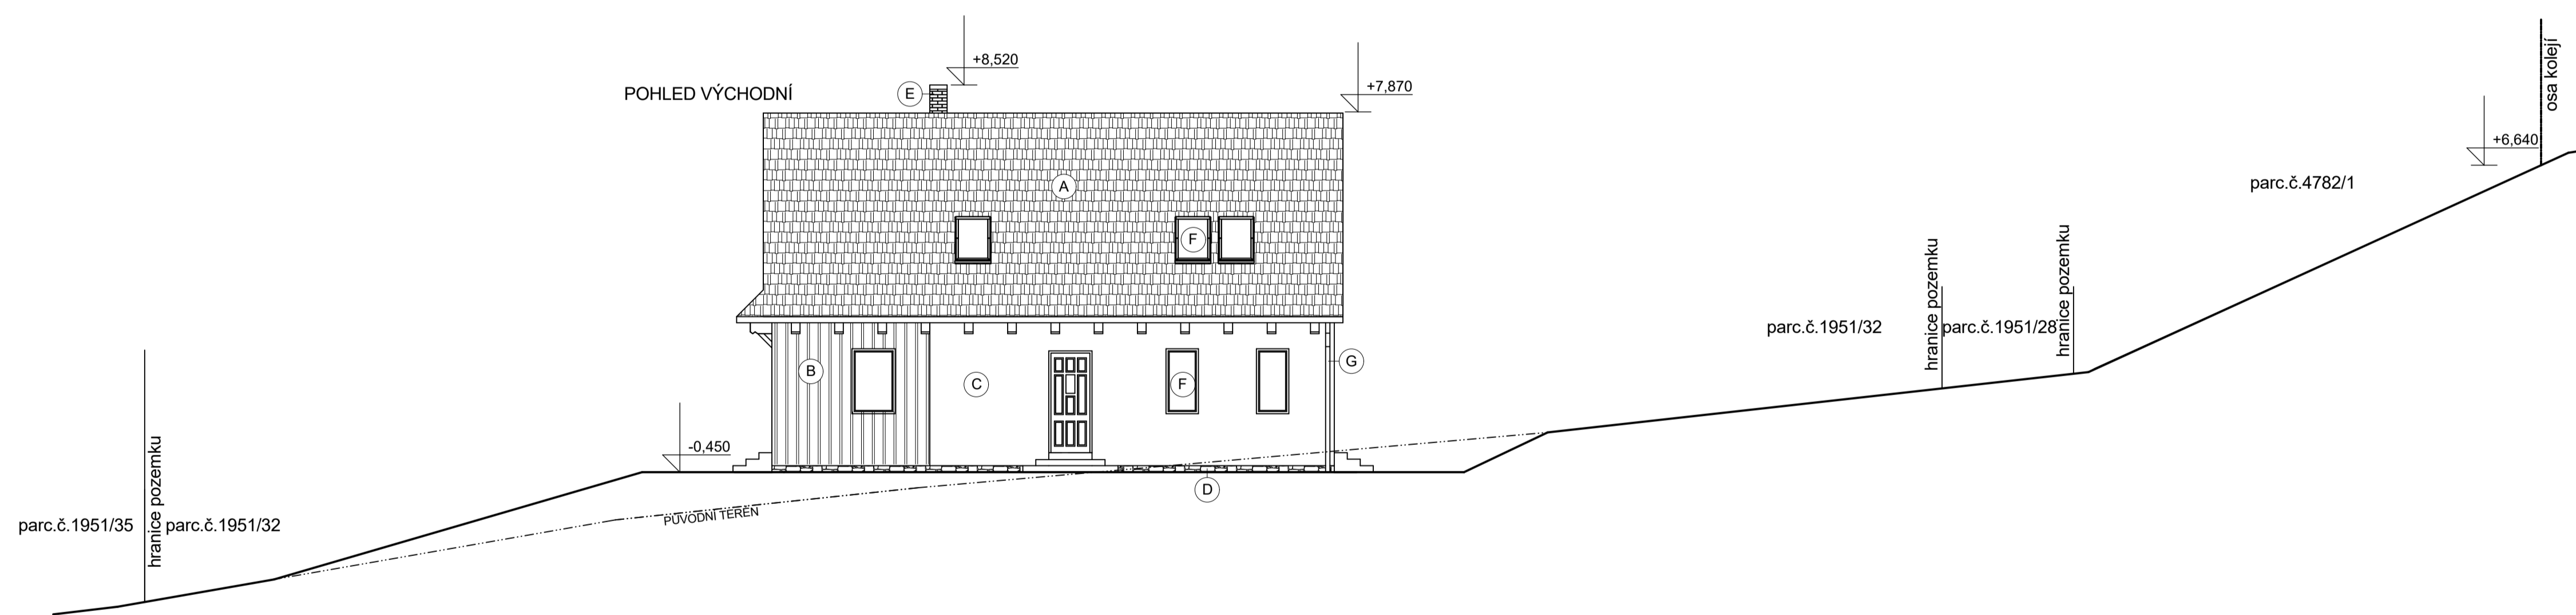 POHLED VÝCHODNÍ
E
+8,520
+7,870
+6,640
osa kolejí
A
parc.č.4782/1
F
hranice pozemku
hranice pozemku
parc.č.1951/32
parc.č.1951/28
B
C
F
G
-0,450
D
PŮVODNÍ TERÉN
parc.č.1951/35
hranice pozemku
parc.č.1951/32